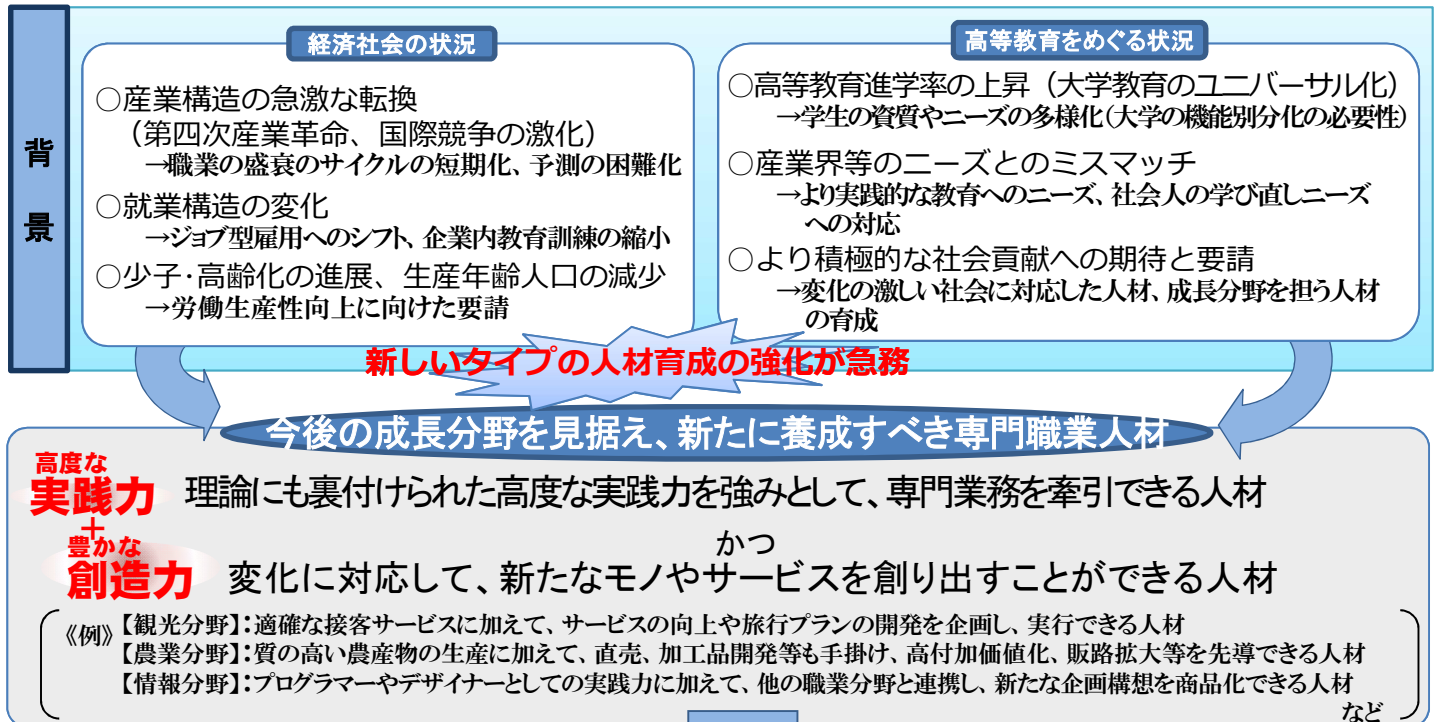 背
景
経済社会の状況
○産業構造の急激な転換
（第四次産業革命、国際競争の激化）
→職業の盛衰のサイクルの短期化、予測の困難化
○就業構造の変化
→ジョブ型雇用へのシフト、企業内教育訓練の縮小
○少子・高齢化の進展、生産年齢人口の減少
→労働生産性向上に向けた要請
高等教育をめぐる状況
○高等教育進学率の上昇（大学教育のユニバーサル化）
→学生の資質やニーズの多様化（大学の機能別分化の必要性）
○産業界等のニーズとのミスマッチ
→より実践的な教育へのニーズ、社会人の学び直しニーズ
への対応
○より積極的な社会貢献への期待と要請
→変化の激しい社会に対応した人材、成長分野を担う人材
の育成
新しいタイプの人材育成の強化が急務
今後の成長分野を見据え、新たに養成すべき専門職業人材
高度な
実践力
理論にも裏付けられた高度な実践力を強みとして、専門業務を牽引できる人材
＋
かつ
豊かな
創造力
変化に対応して、新たなモノやサービスを創り出すことができる人材
《例》【観光分野】：適確な接客サービスに加えて、サービスの向上や旅行プランの開発を企画し、実行できる人材
【農業分野】：質の高い農産物の生産に加えて、直売、加工品開発等も手掛け、高付加価値化、販路拡大等を先導できる人材
【情報分野】：プログラマーやデザイナーとしての実践力に加えて、他の職業分野と連携し、新たな企画構想を商品化できる人材
など